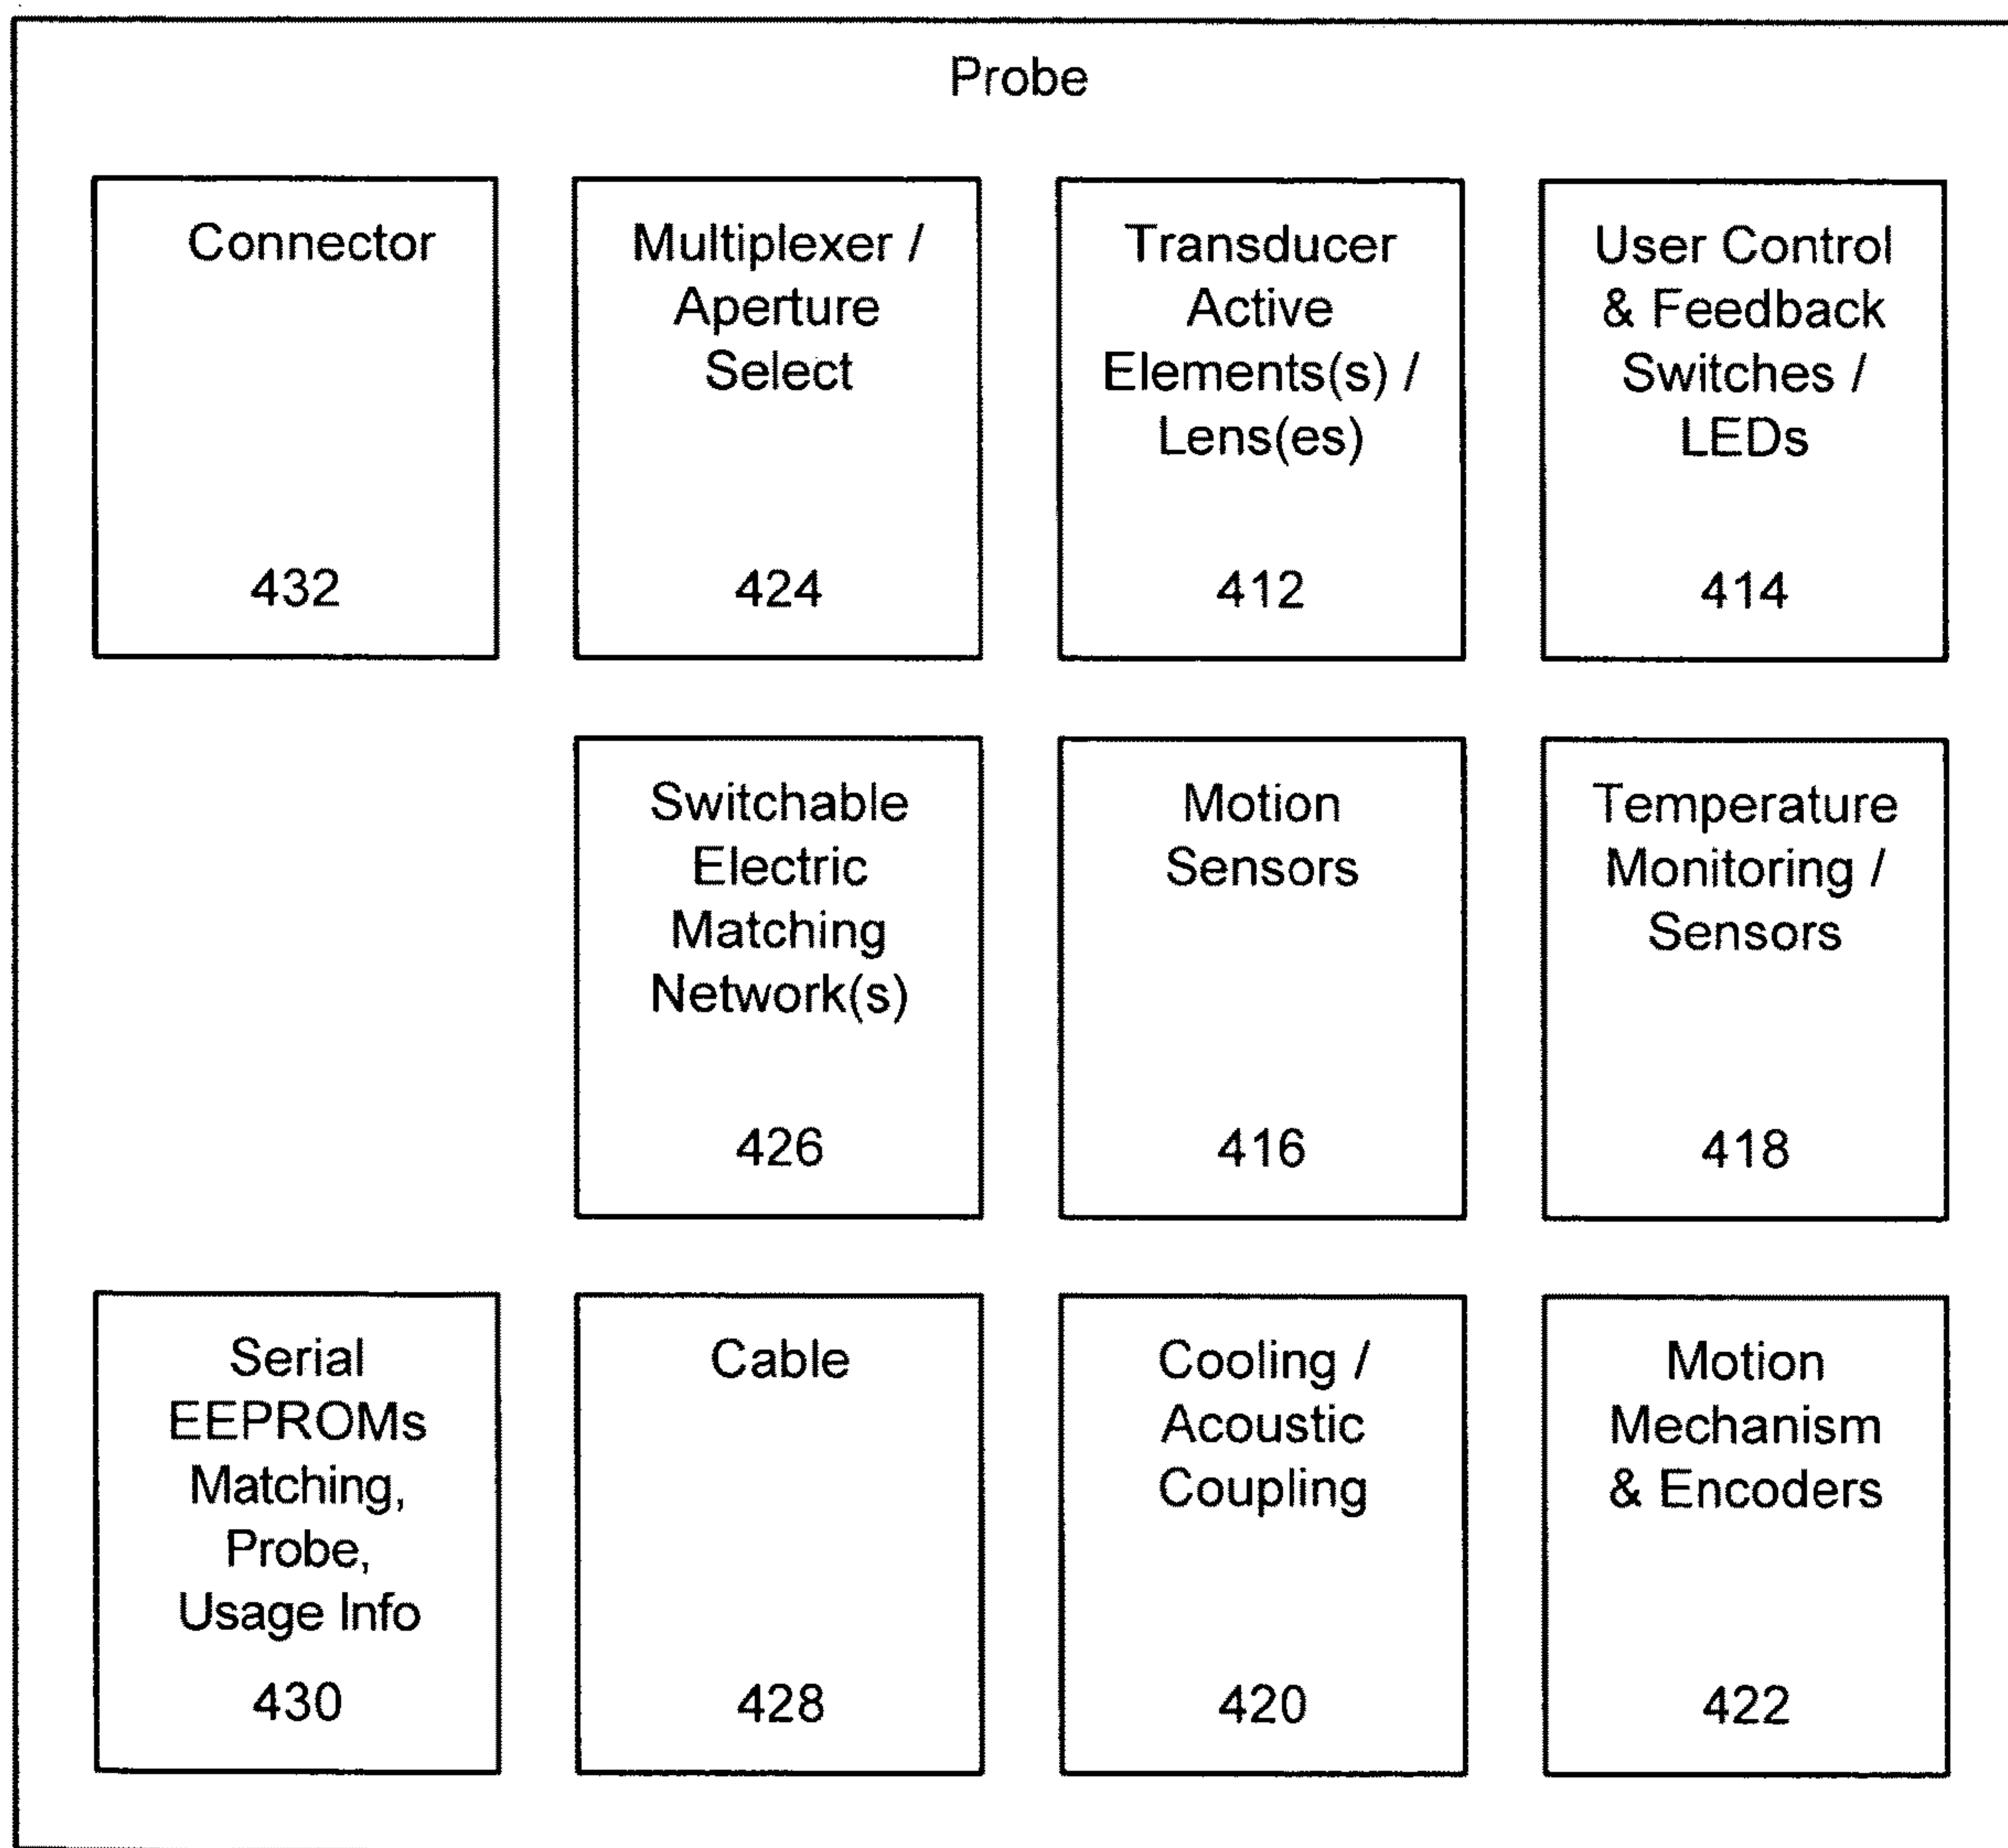 Probe
Connector
432
Multiplexer /
Aperture
Select
424
Transducer
Active
Elements(s) /
Lens(es)
412
User Control
& Feedback
Switches /
LEDs
414
Switchable
Electric
Matching
Network(s)
426
Motion
Sensors
416
Temperature
Monitoring /
Sensors
418
Serial
EEPROMs
Matching,
Probe,
Usage Info
430
Cable
428
Cooling /
Acoustic
Coupling
420
Motion
Mechanism
& Encoders
422